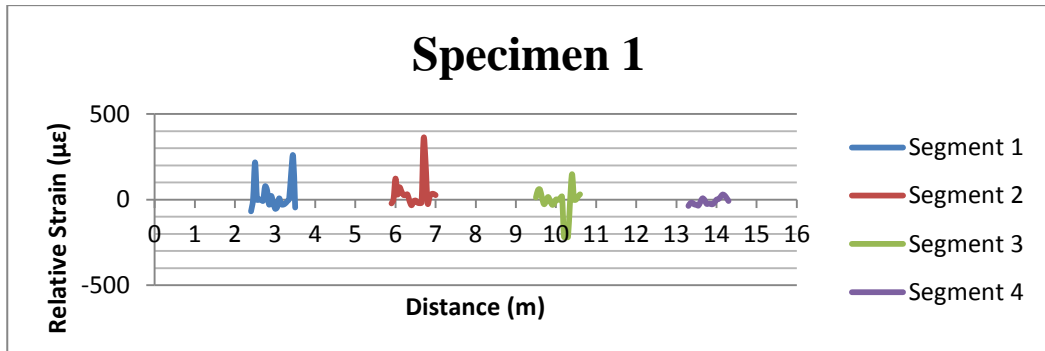 Specimen 1
Relative Strain (με)
500
0
-500
0 1 2 3 4 5 6 7 8 9 10 11 12 13 14 15 16
Distance (m)
Segment 1
Segment 2
Segment 3
Segment 4